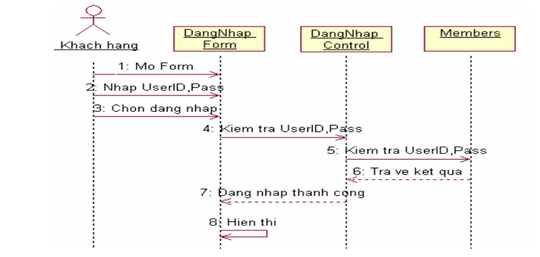 Khach hang
DangNhap
Form
DangNhap
Control
Members
1: Mo Form
2: Nhap UserID,Pass
3: Chon dang nhap
4: Kiem tra UserID,Pass
5: Kiem tra UserID,Pass
6: Tra ve ket qua
7: Dang nhap thanh cong
8: Hien thi